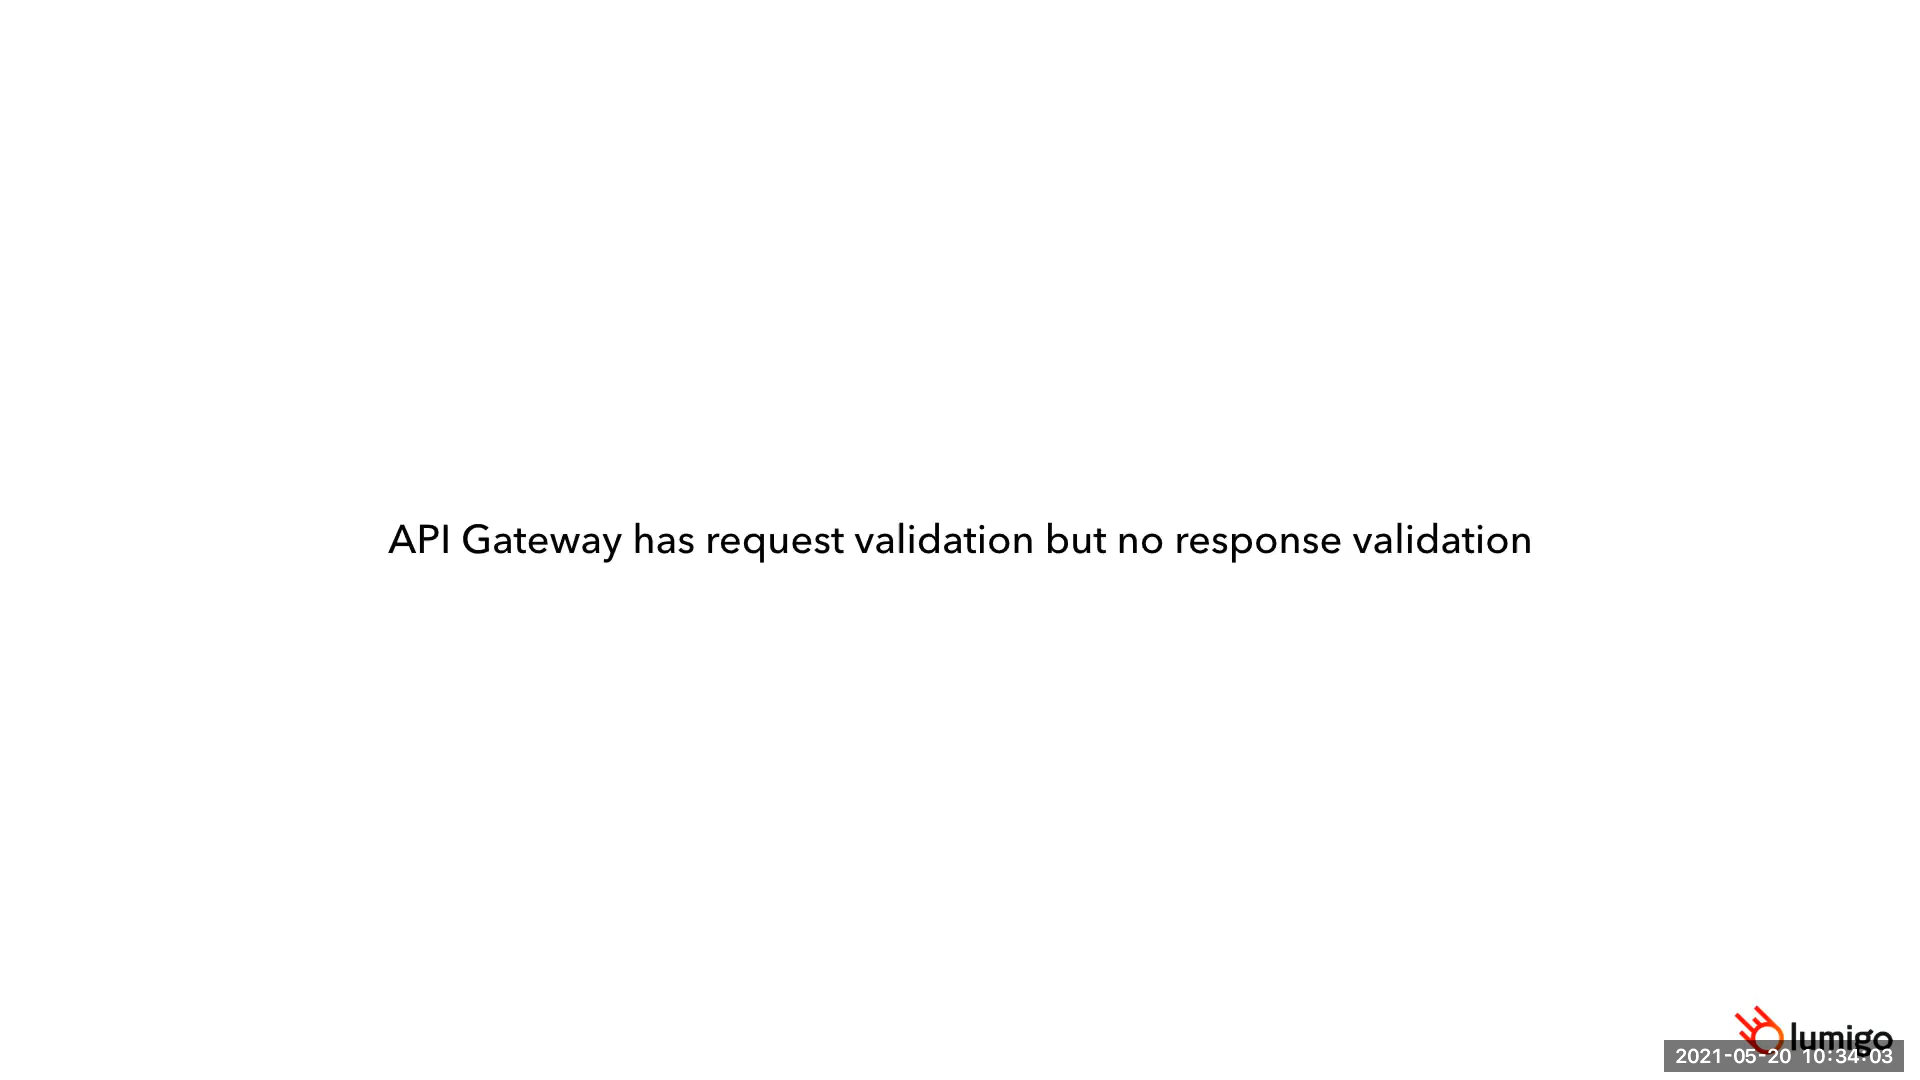 API Gateway has request validation but no response validation
lumigo
2021-05-20 10:34:03